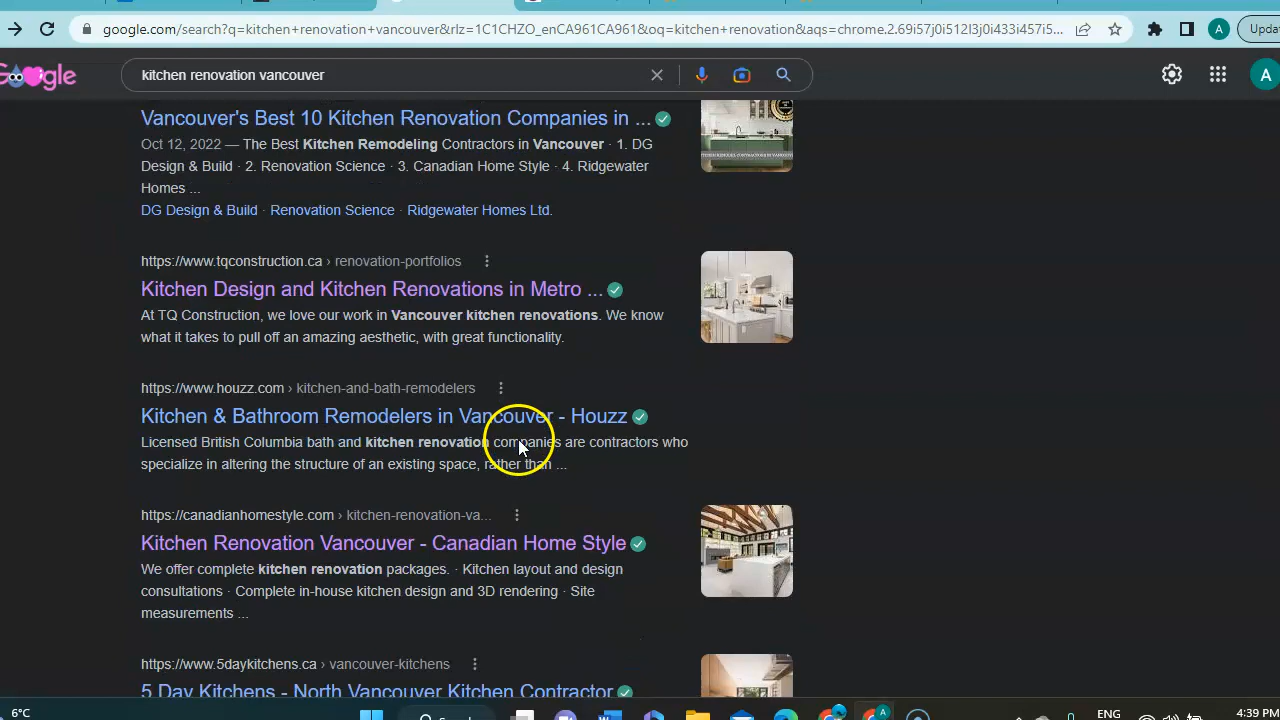 google.com/search?q=kitchen+renovation+vancouver&rlz=1C1CHZO_enCA961CA961&oq=kitchen+renovation&aqs=chrome.2.69i57j0i512l3j0i433i457i5...
A
Updat
Google
kitchen renovation vancouver
A
Vancouver's Best 10 Kitchen Renovation Companies in ...
Oct 12, 2022 — The Best Kitchen Remodeling Contractors in Vancouver · 1. DG
Design & Build · 2. Renovation Science · 3. Canadian Home Style · 4. Ridgewater
Homes ...
DG Design & Build · Renovation Science · Ridgewater Homes Ltd.
https://www.tqconstruction.ca › renovation-portfolios
Kitchen Design and Kitchen Renovations in Metro ...
At TQ Construction, we love our work in Vancouver kitchen renovations. We know
what it takes to pull off an amazing aesthetic, with great functionality.
https://www.houzz.com › kitchen-and-bath-remodelers
Kitchen & Bathroom Remodelers in Vancouver - Houzz
Licensed British Columbia bath and kitchen renovation companies are contractors who
specialize in altering the structure of an existing space, rather than ...
https://canadianhomestyle.com › kitchen-renovation-va...
Kitchen Renovation Vancouver - Canadian Home Style
We offer complete kitchen renovation packages. · Kitchen layout and design
consultations · Complete in-house kitchen design and 3D rendering · Site
measurements ...
https://www.5daykitchens.ca › vancouver-kitchens
5 Day Kitchens - North Vancouver Kitchen Contractor
6°C
ENG
4:39 PM